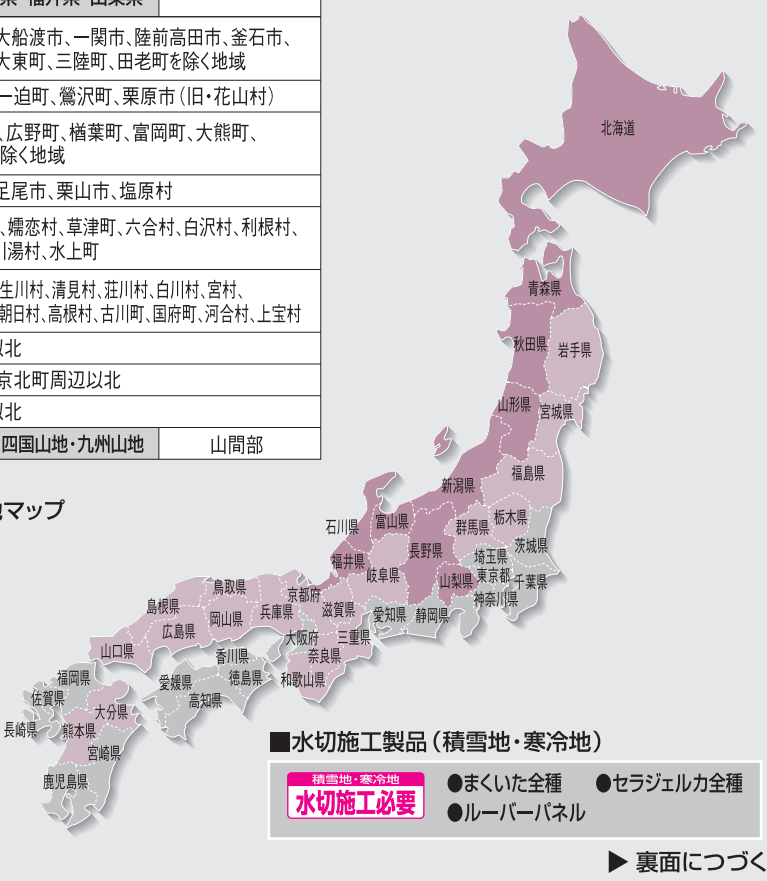 県・福井県・山梨県
大船渡市、一関市、陸前高田市、釜石市、
大東町、三陸町、田老町を除く地域
一迫町、鶯沢町、栗原市（旧・花山村）
、広野町、楢葉町、富岡町、大熊町、
除く地域
足尾市、栗山市、塩原村
、嬬恋村、草津町、六合村、白沢村、利根村、
川湯村、水上町
生川村、清見村、荘川村、白川村、宮村、
朝日村、高根村、古川町、国府町、河合村、上宝村
以北
京北町周辺以北
以北
四国山地・九州山地 山間部
地マップ
北海道
青森県
秋田県
岩手県
山形県
宮城県
福島県
新潟県
栃木県
群馬県
富山県
石川県
茨城県
長野県
埼玉県
福井県
岐阜県
山梨県
東京都
千葉県
神奈川県
鳥取県
京都府
島根県
岡山県
兵庫県
滋賀県
愛知県
静岡県
広島県
大阪府
三重県
山口県
香川県
奈良県
福岡県
愛媛県
徳島県
和歌山県
佐賀県
高知県
大分県
長崎県
熊本県
宮崎県
鹿児島県
■水切施工製品（積雪地・寒冷地）
積雪地・寒冷地
水切施工必要
●まくいた全種 ●セラジェルカ全種
●ルーバーパネル
▶ 裏面につづく